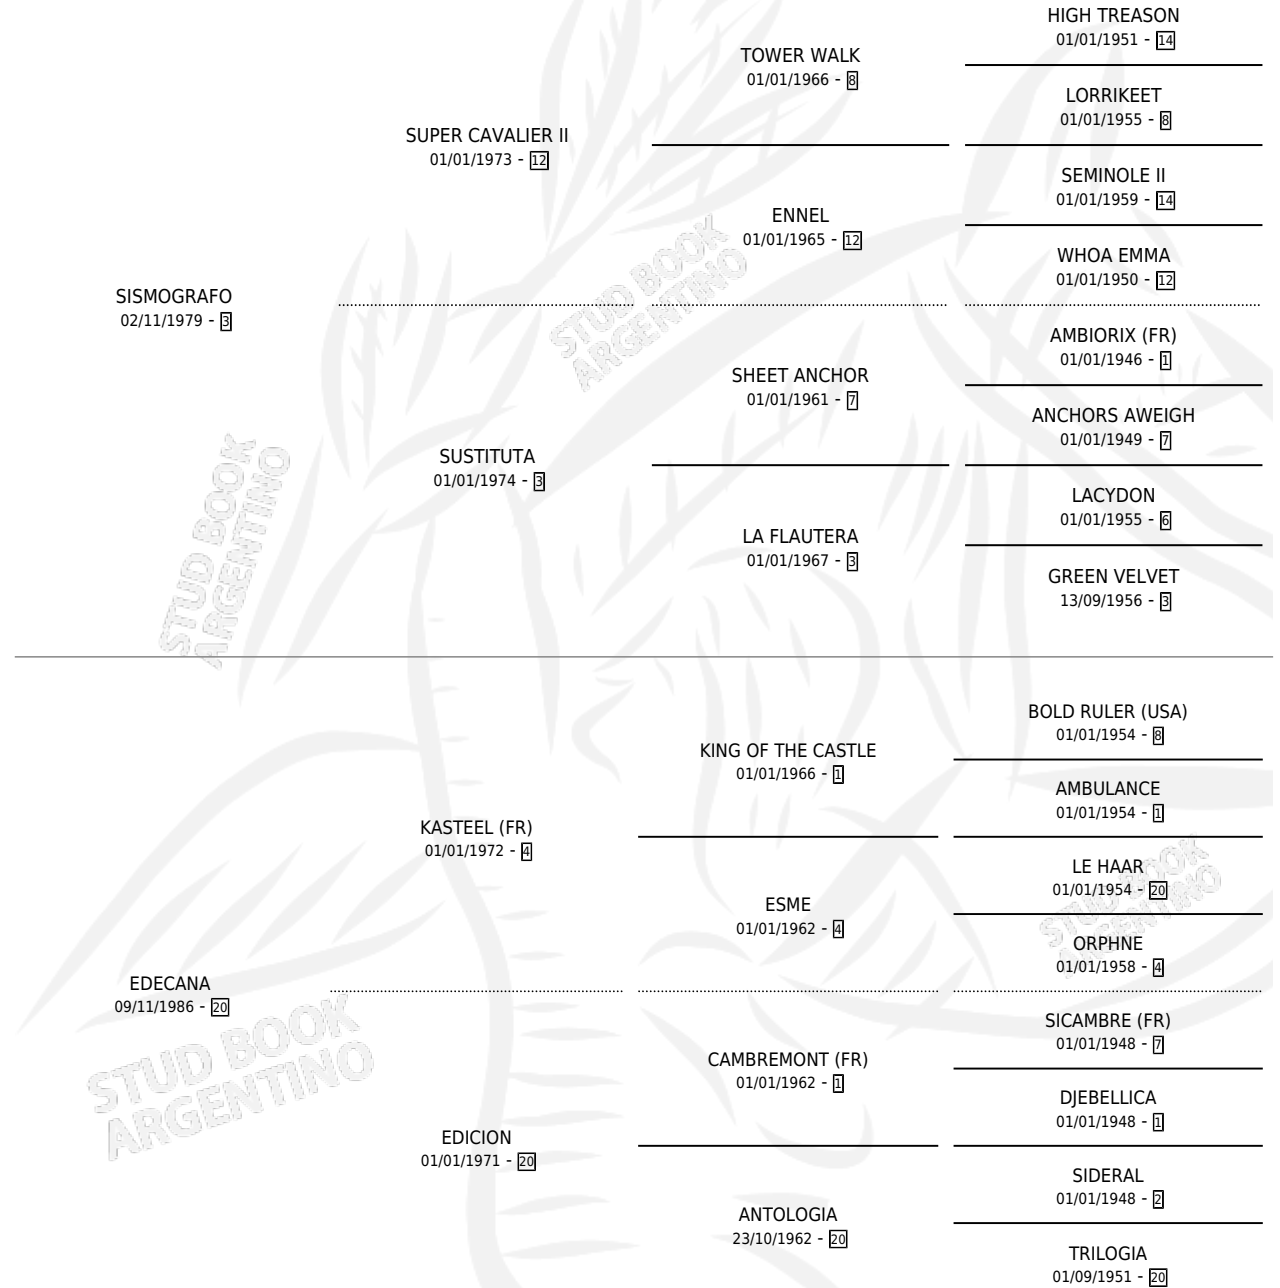 HIGH TREASON
01/01/1951 - 14
TOWER WALK
01/01/1966 - 8
LORRIKEET
01/01/1955 - 8
SUPER CAVALIER II
01/01/1973 - 12
SEMINOLE II
01/01/1959 - 14
ENNEL
01/01/1965 - 12
WHOA EMMA
01/01/1950 - 12
SISMOGRAFO
02/11/1979 - 3
STUD BOOK
ARGENTINO
AMBIORIX (FR)
01/01/1946 - 1
SHEET ANCHOR
01/01/1961 - 7
ANCHORS AWEIGH
01/01/1949 - 7
SUSTITUTA
01/01/1974 - 3
LACYDON
01/01/1955 - 6
LA FLAUTERA
01/01/1967 - 3
GREEN VELVET
13/09/1956 - 3
STUD BOOK
ARGENTINO
BOLD RULER (USA)
01/01/1954 - 8
KING OF THE CASTLE
01/01/1966 - 1
AMBULANCE
01/01/1954 - 1
KASTEEL (FR)
01/01/1972 - 4
LE HAAR
01/01/1954 - 20
ESME
01/01/1962 - 4
ORPHNE
01/01/1958 - 4
STUD BOOK
ARGENTINO
EDECANA
09/11/1986 - 20
SICAMBRE (FR)
01/01/1948 - 7
CAMBREMONT (FR)
01/01/1962 - 1
DJEBELLICA
01/01/1948 - 1
STUD BOOK
ARGENTINO
EDICION
01/01/1971 - 20
SIDERAL
01/01/1948 - 2
ANTOLOGIA
23/10/1962 - 20
TRILOGIA
01/09/1951 - 20